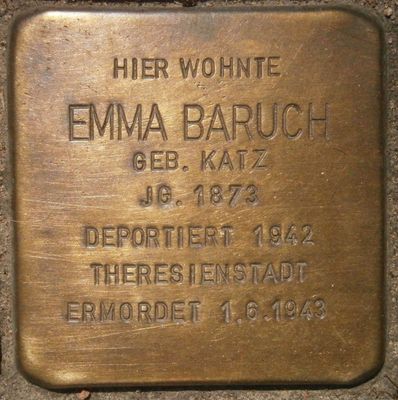 HIER WOHNTE
EMMA BARUCH
GEB. KATZ
JG. 1873
DEPORTIERT 1942
THERESIENSTADT
ERMORDET 1.6.1943